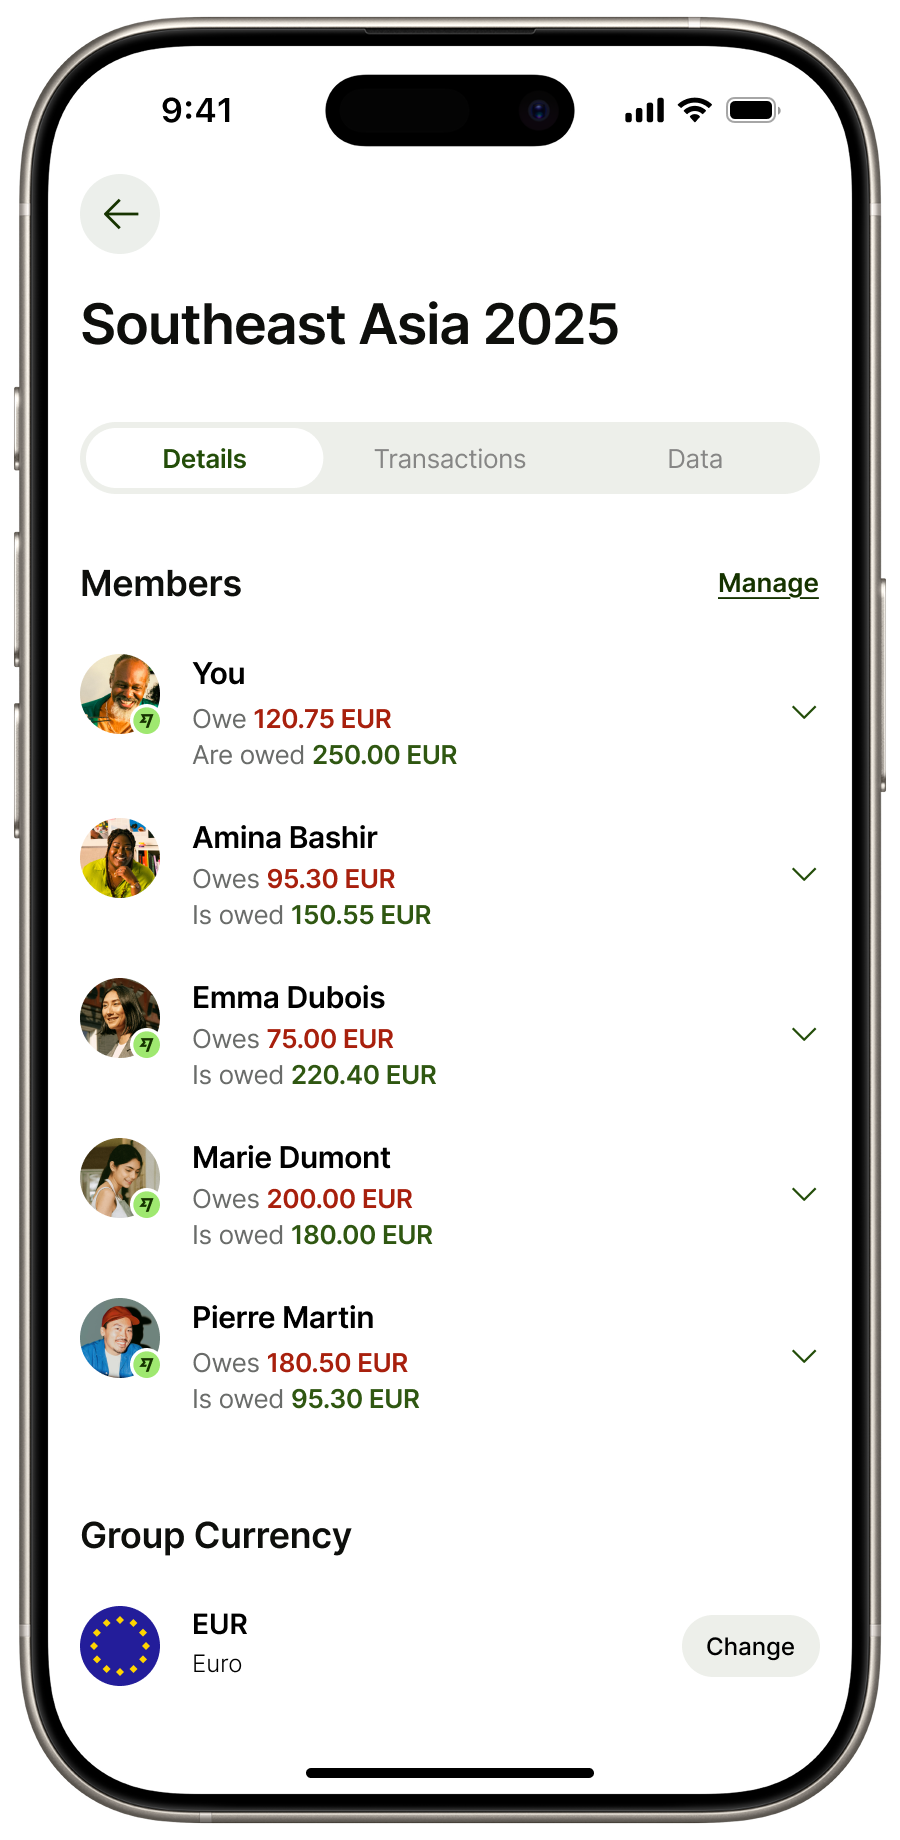 9:41
Southeast Asia 2025
Details Transactions Data
Members Manage
You
Owe 120.75 EUR
Are owed 250.00 EUR
Amina Bashir
Owes 95.30 EUR
Is owed 150.55 EUR
Emma Dubois
Owes 75.00 EUR
Is owed 220.40 EUR
Marie Dumont
Owes 200.00 EUR
Is owed 180.00 EUR
Pierre Martin
Owes 180.50 EUR
Is owed 95.30 EUR
Group Currency
EUR
Euro
Change